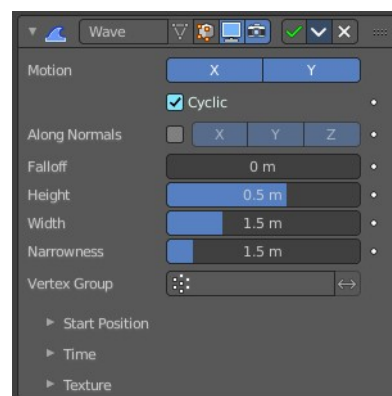 Wave
Motion X Y
Cyclic
Along Normals X Y Z
Falloff 0 m
Height 0.5 m
Width 1.5 m
Narrowness 1.5 m
Vertex Group
Start Position
Time
Texture